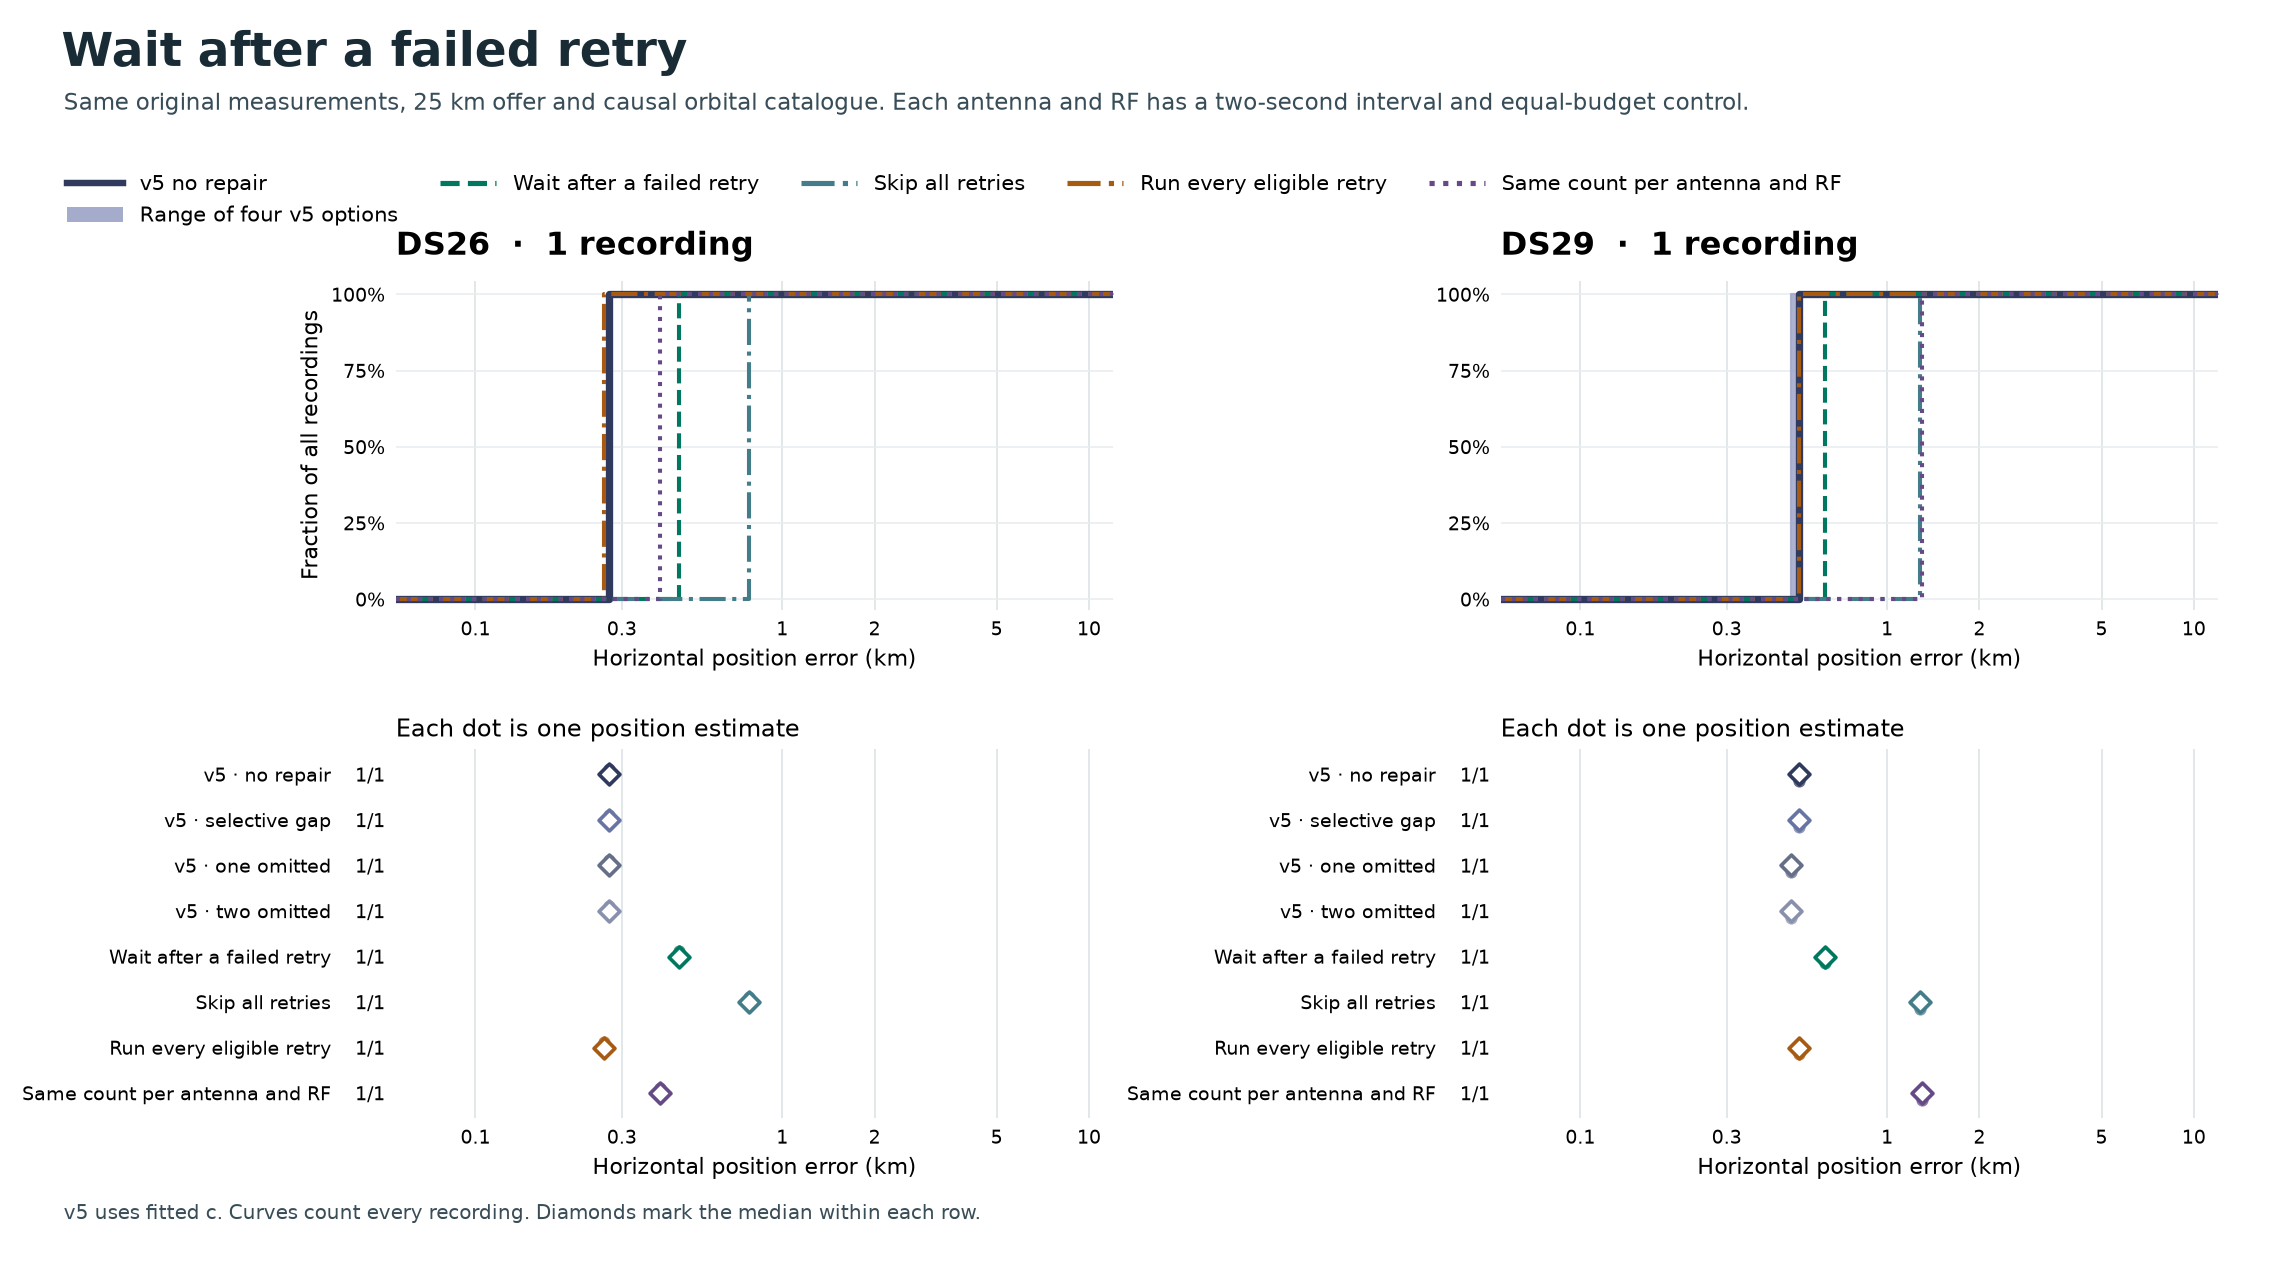 Wait after a failed retry
Same original measurements, 25 km offer and causal orbital catalogue. Each antenna and RF has a two-second interval and equal-budget control.
v5 no repair
Wait after a failed retry
Skip all retries
Run every eligible retry
Same count per antenna and RF
Range of four v5 options
DS26 · 1 recording
100%
75%
50%
25%
0%
Fraction of all recordings
0.1 0.3 1 2 5 10
Horizontal position error (km)
DS29 · 1 recording
100%
75%
50%
25%
0%
0.1 0.3 1 2 5 10
Horizontal position error (km)
Each dot is one position estimate
v5 · no repair 1/1
v5 · selective gap 1/1
v5 · one omitted 1/1
v5 · two omitted 1/1
Wait after a failed retry 1/1
Skip all retries 1/1
Run every eligible retry 1/1
Same count per antenna and RF 1/1
0.1 0.3 1 2 5 10
Horizontal position error (km)
Each dot is one position estimate
v5 · no repair 1/1
v5 · selective gap 1/1
v5 · one omitted 1/1
v5 · two omitted 1/1
Wait after a failed retry 1/1
Skip all retries 1/1
Run every eligible retry 1/1
Same count per antenna and RF 1/1
0.1 0.3 1 2 5 10
Horizontal position error (km)
v5 uses fitted c. Curves count every recording. Diamonds mark the median within each row.